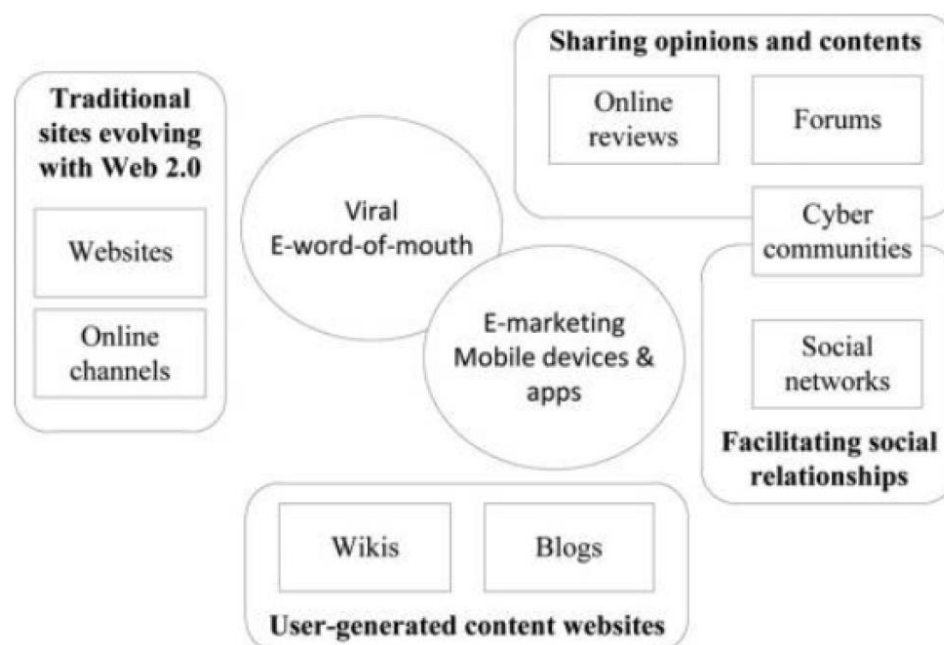 Traditional
sites evolving
with Web 2.0
Websites
Online
channels
Viral
E-word-of-mouth
E-marketing
Mobile devices &
apps
Sharing opinions and contents
Online
reviews
Forums
Cyber
communities
Social
networks
Facilitating social
relationships
Wikis
Blogs
User-generated content websites